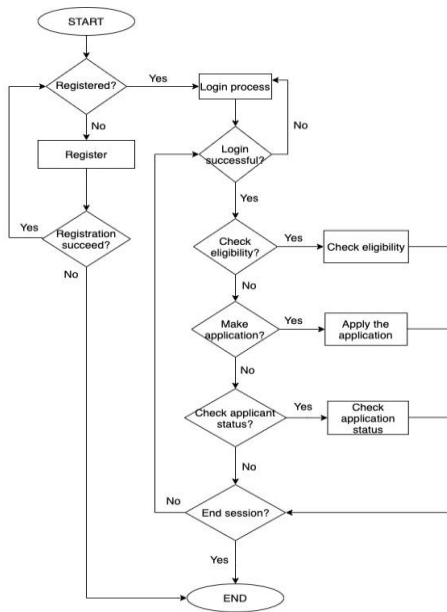 START
Registered?
Yes
Login process
No
No
Register
Login
successful?
Yes
Yes
Registration
succeed?
Check
eligibility?
Yes
Check eligibility
No
No
Make
application?
Yes
Apply the
application
No
Check applicant
status?
Yes
Check
application
status
No
No
End session?
Yes
END